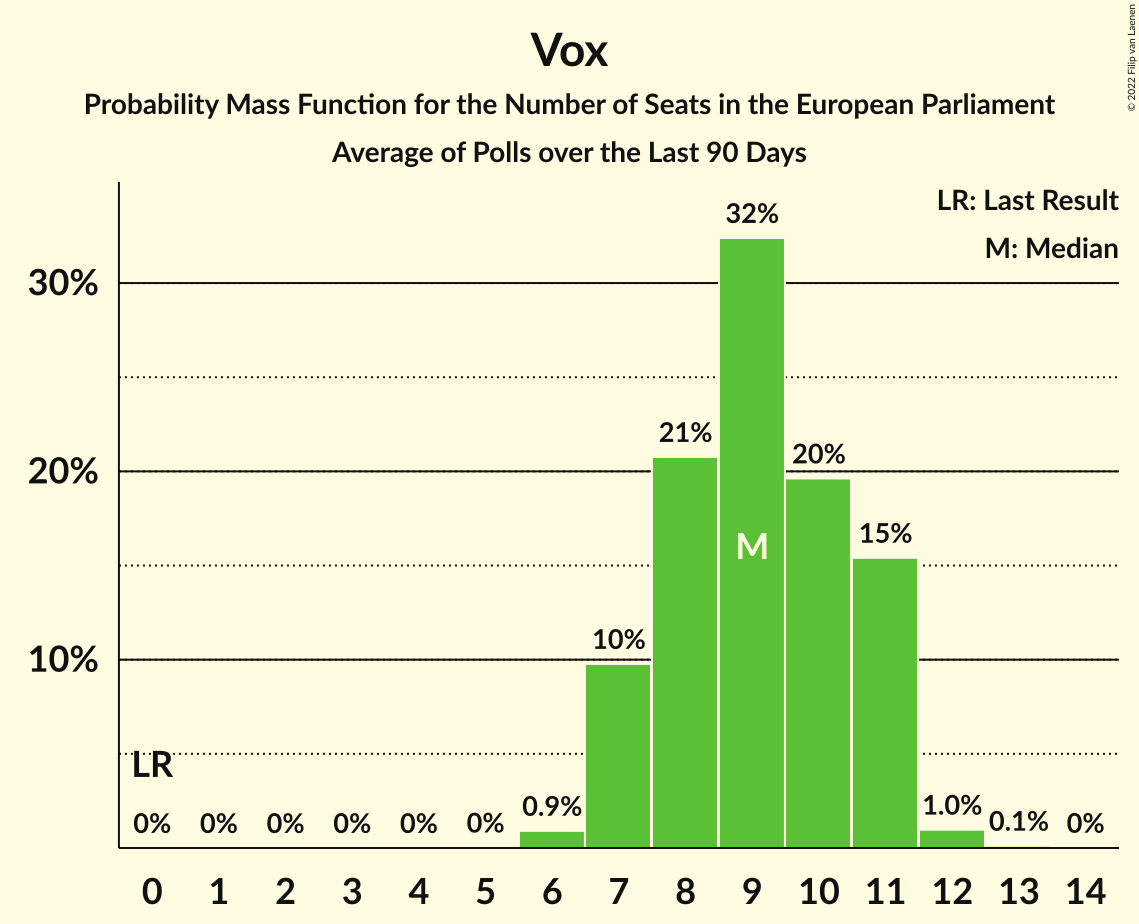 Vox
Probability Mass Function for the Number of Seats in the European Parliament
Average of Polls over the Last 90 Days
© 2022 Filip van Laenen
LR: Last Result
M: Median
32%
30%
21%
20%
20%
15%
M
10%
10%
LR
0% 0% 0% 0% 0% 0% 0.9% 1.0% 0.1% 0%
0 1 2 3 4 5 6 7 8 9 10 11 12 13 14